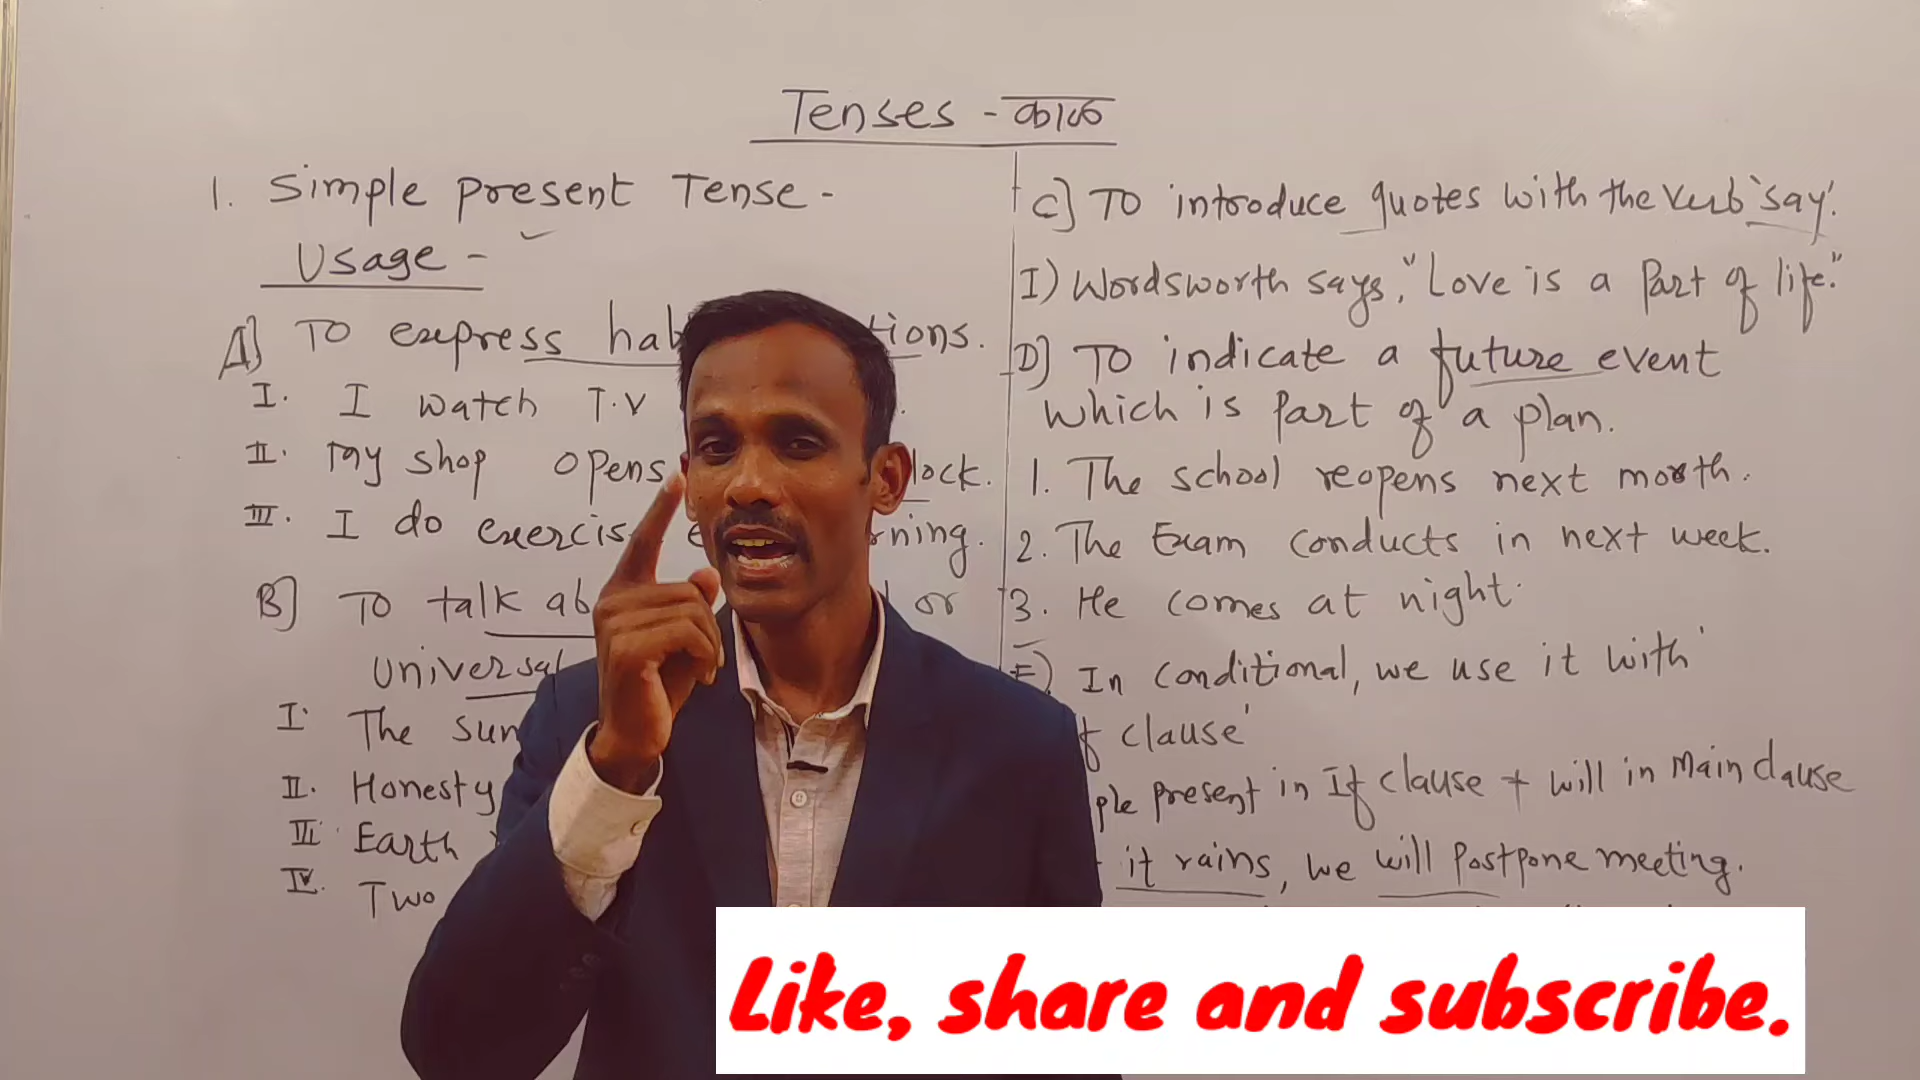 Tenses - काळ
1. Simple present Tense -
Usage -
A] To express hab tions.
I. I watch T.V
II. My shop opens lock.
III. I do exercis rning.
B] To talk ab or
universal
I. The sun
II. Honesty
III. Earth
IV. Two
C] To introduce quotes with the verb 'say'.
I) Wordsworth says, "Love is a part of life."
D] To indicate a future event
which is part of a plan.
1. The school reopens next month.
2. The Exam conducts in next week.
3. He comes at night.
E) In conditional, we use it with '
f clause'
ple present in If clause + will in main clause
it rains, we will postpone meeting.
Like, share and subscribe.